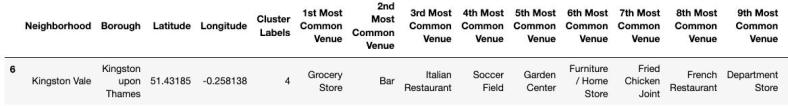 Neighborhood Borough Latitude Longitude Cluster Labels 1st Most Common Venue 2nd Most Common Venue 3rd Most Common Venue 4th Most Common Venue 5th Most Common Venue 6th Most Common Venue 7th Most Common Venue 8th Most Common Venue 9th Most Common Venue
6 Kingston Vale Kingston upon Thames 51.43185 -0.258138 4 Grocery Store Bar Italian Restaurant Soccer Field Garden Center Furniture / Home Store Fried Chicken Joint French Restaurant Department Store